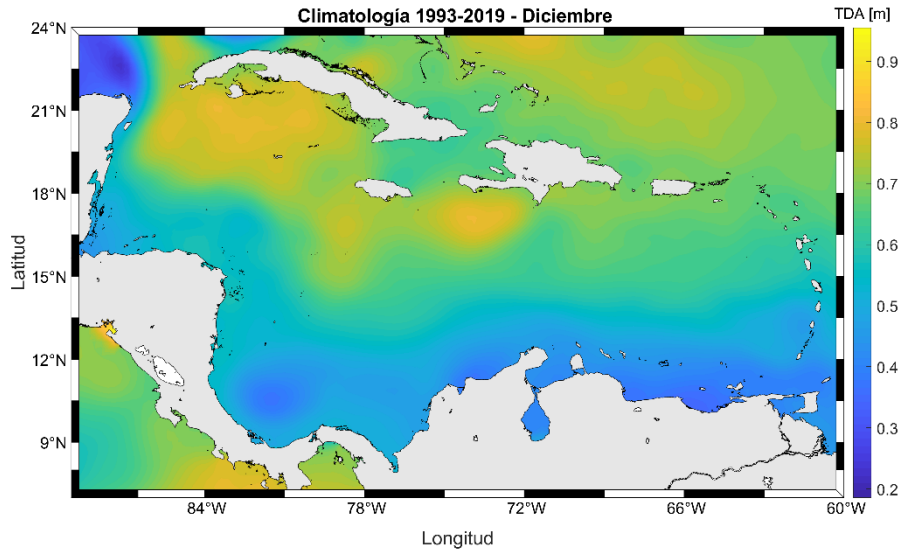 Climatología 1993-2019 - Diciembre
TDA [m]
24°N
21°N
18°N
15°N
12°N
9°N
Latitud
84°W
78°W
72°W
66°W
60°W
Longitud
0.9
0.8
0.7
0.6
0.5
0.4
0.3
0.2